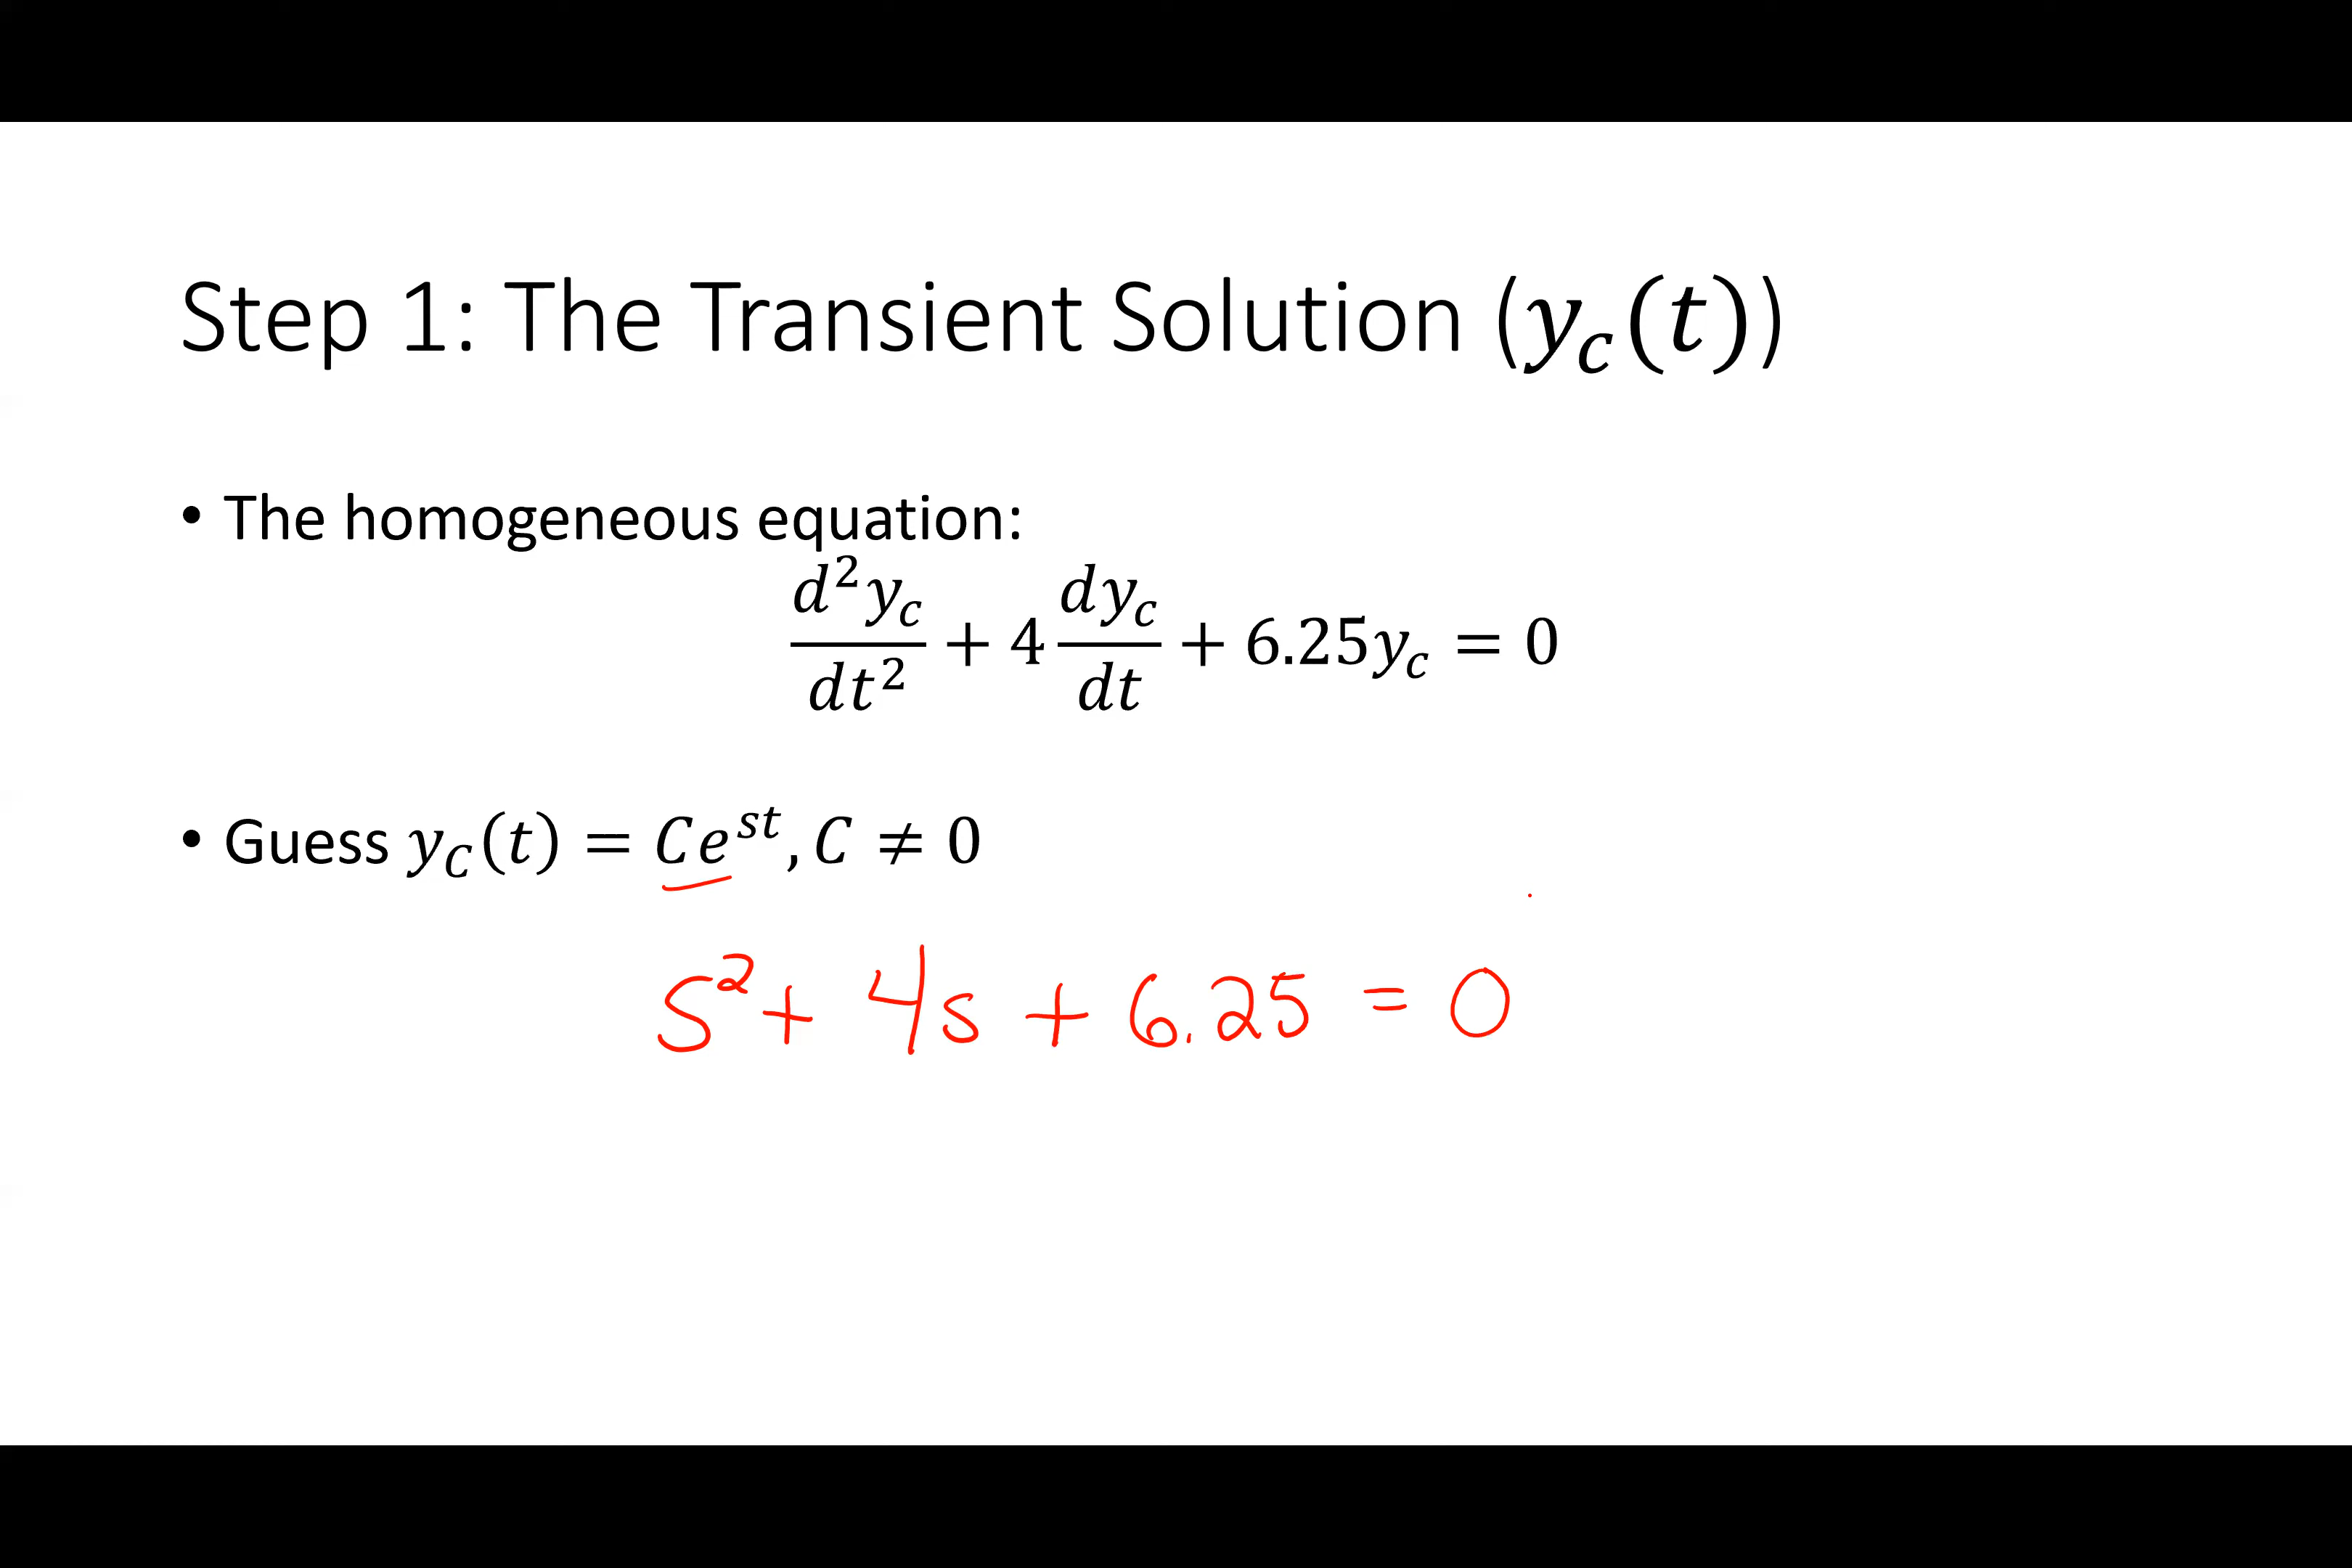 Step 1: The Transient Solution (y_c(t))
• The homogeneous equation:
d²y_c/dt² + 4 dy_c/dt + 6.25y_c = 0
• Guess y_C(t) = Ce^{st}, C ≠ 0
s² + 4s + 6.25 = 0